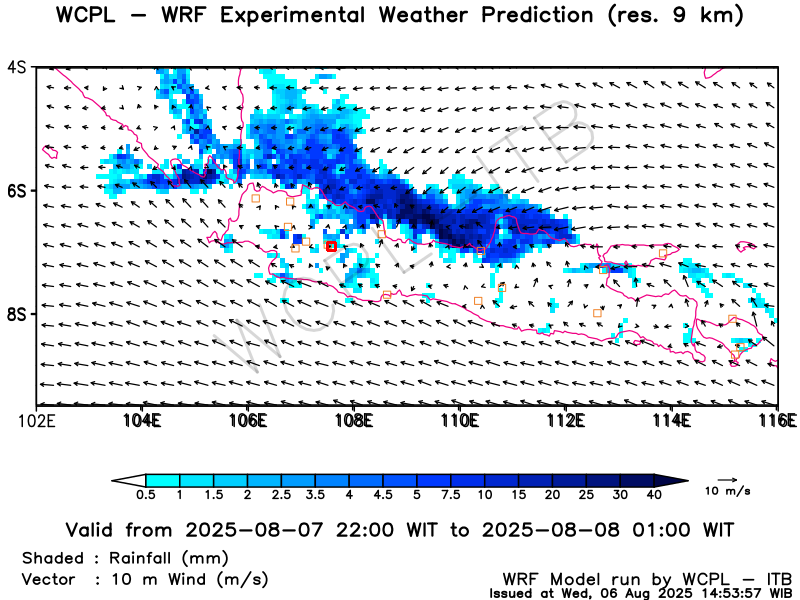 WCPL – WRF Experimental Weather Prediction (res. 9 km)
4S
6S
8S
102E 104E 106E 108E 110E 112E 114E 116E
WCPL-ITB
0.5 1 1.5 2 2.5 3.5 4 4.5 5 7.5 10 15 20 25 30 40
10 m/s
Valid from 2025-08-07 22:00 WIT to 2025-08-08 01:00 WIT
Shaded : Rainfall (mm)
Vector : 10 m Wind (m/s)
WRF Model run by WCPL – ITB
Issued at Wed, 06 Aug 2025 14:53:57 WIB